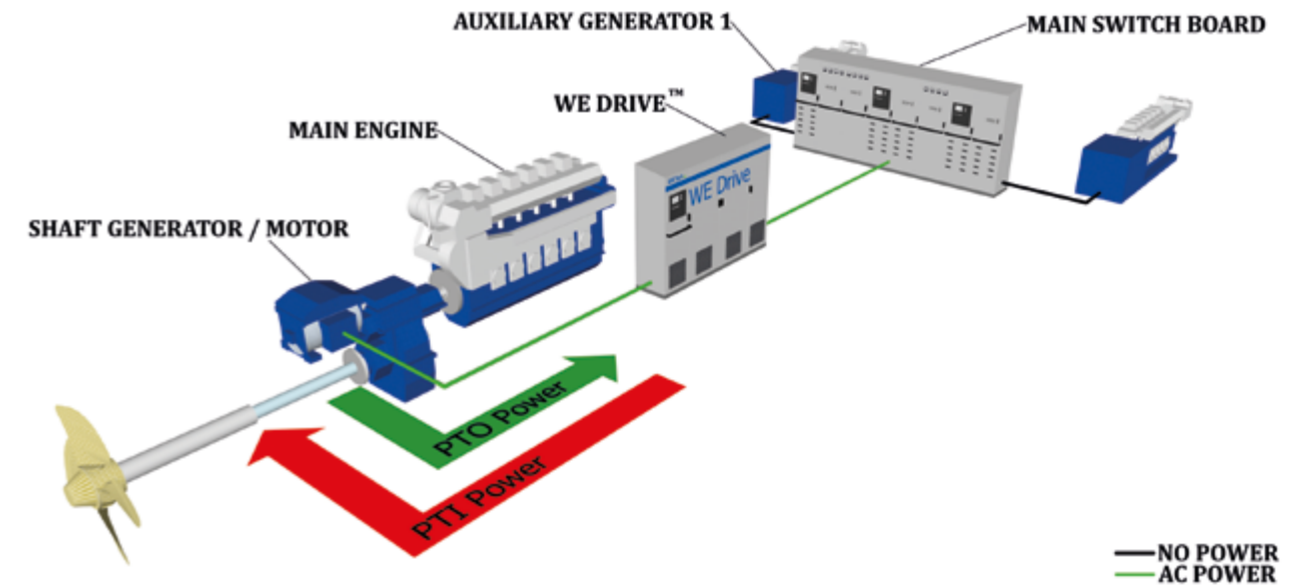 AUXILIARY GENERATOR 1
MAIN SWITCH BOARD
WE DRIVE™
MAIN ENGINE
WE Drive
SHAFT GENERATOR / MOTOR
PTO Power
PTI Power
NO POWER
AC POWER